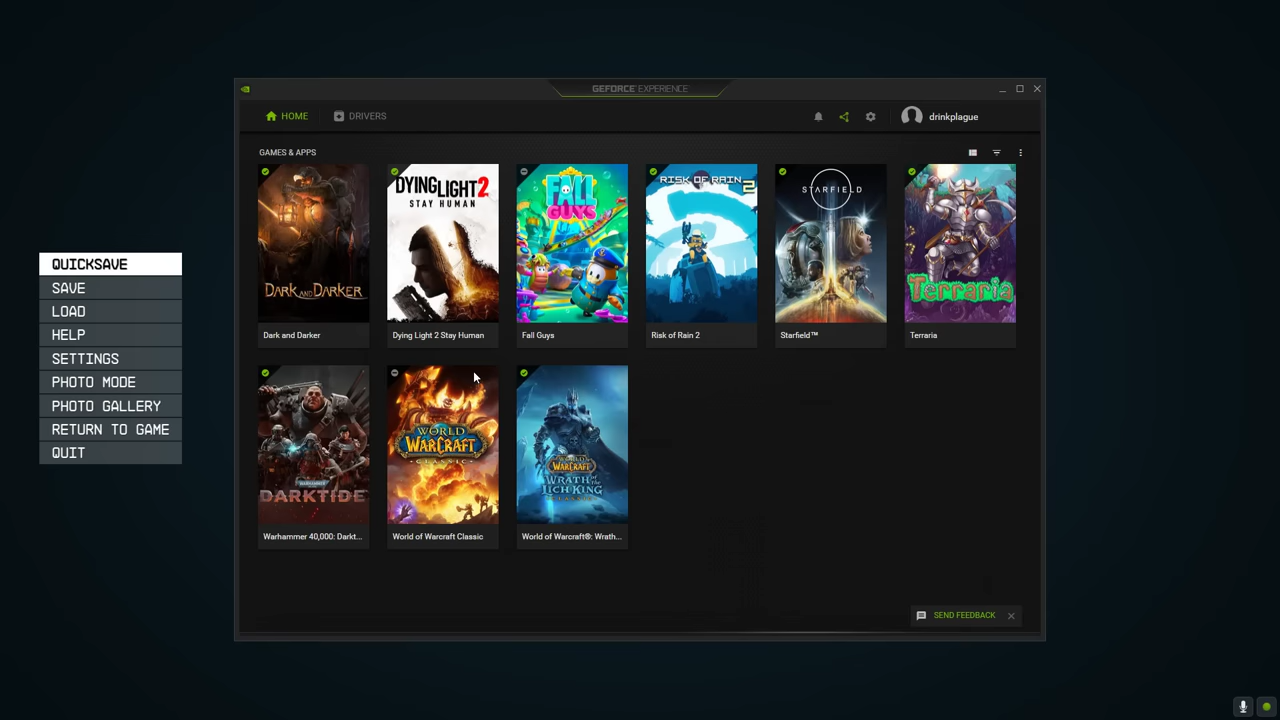 GEFORCE EXPERIENCE
HOME
DRIVERS
drinkplague
GAMES & APPS
QUICKSAVE
SAVE
LOAD
HELP
SETTINGS
PHOTO MODE
PHOTO GALLERY
RETURN TO GAME
QUIT
DARK AND DARKER
DYING LIGHT 2
STAY HUMAN
FALL
GUYS
RISK OF RAIN
2
STARFIELD
Terraria
Dark and Darker
Dying Light 2 Stay Human
Fall Guys
Risk of Rain 2
Starfield™
Terraria
WARHAMMER
40,000
DARKTIDE
WORLD
OF
WARCRAFT
CLASSIC
WORLD
OF
WARCRAFT
WRATH
OF THE
LICH KING
CLASSIC
Warhammer 40,000: Darkt...
World of Warcraft Classic
World of Warcraft®: Wrath...
SEND FEEDBACK